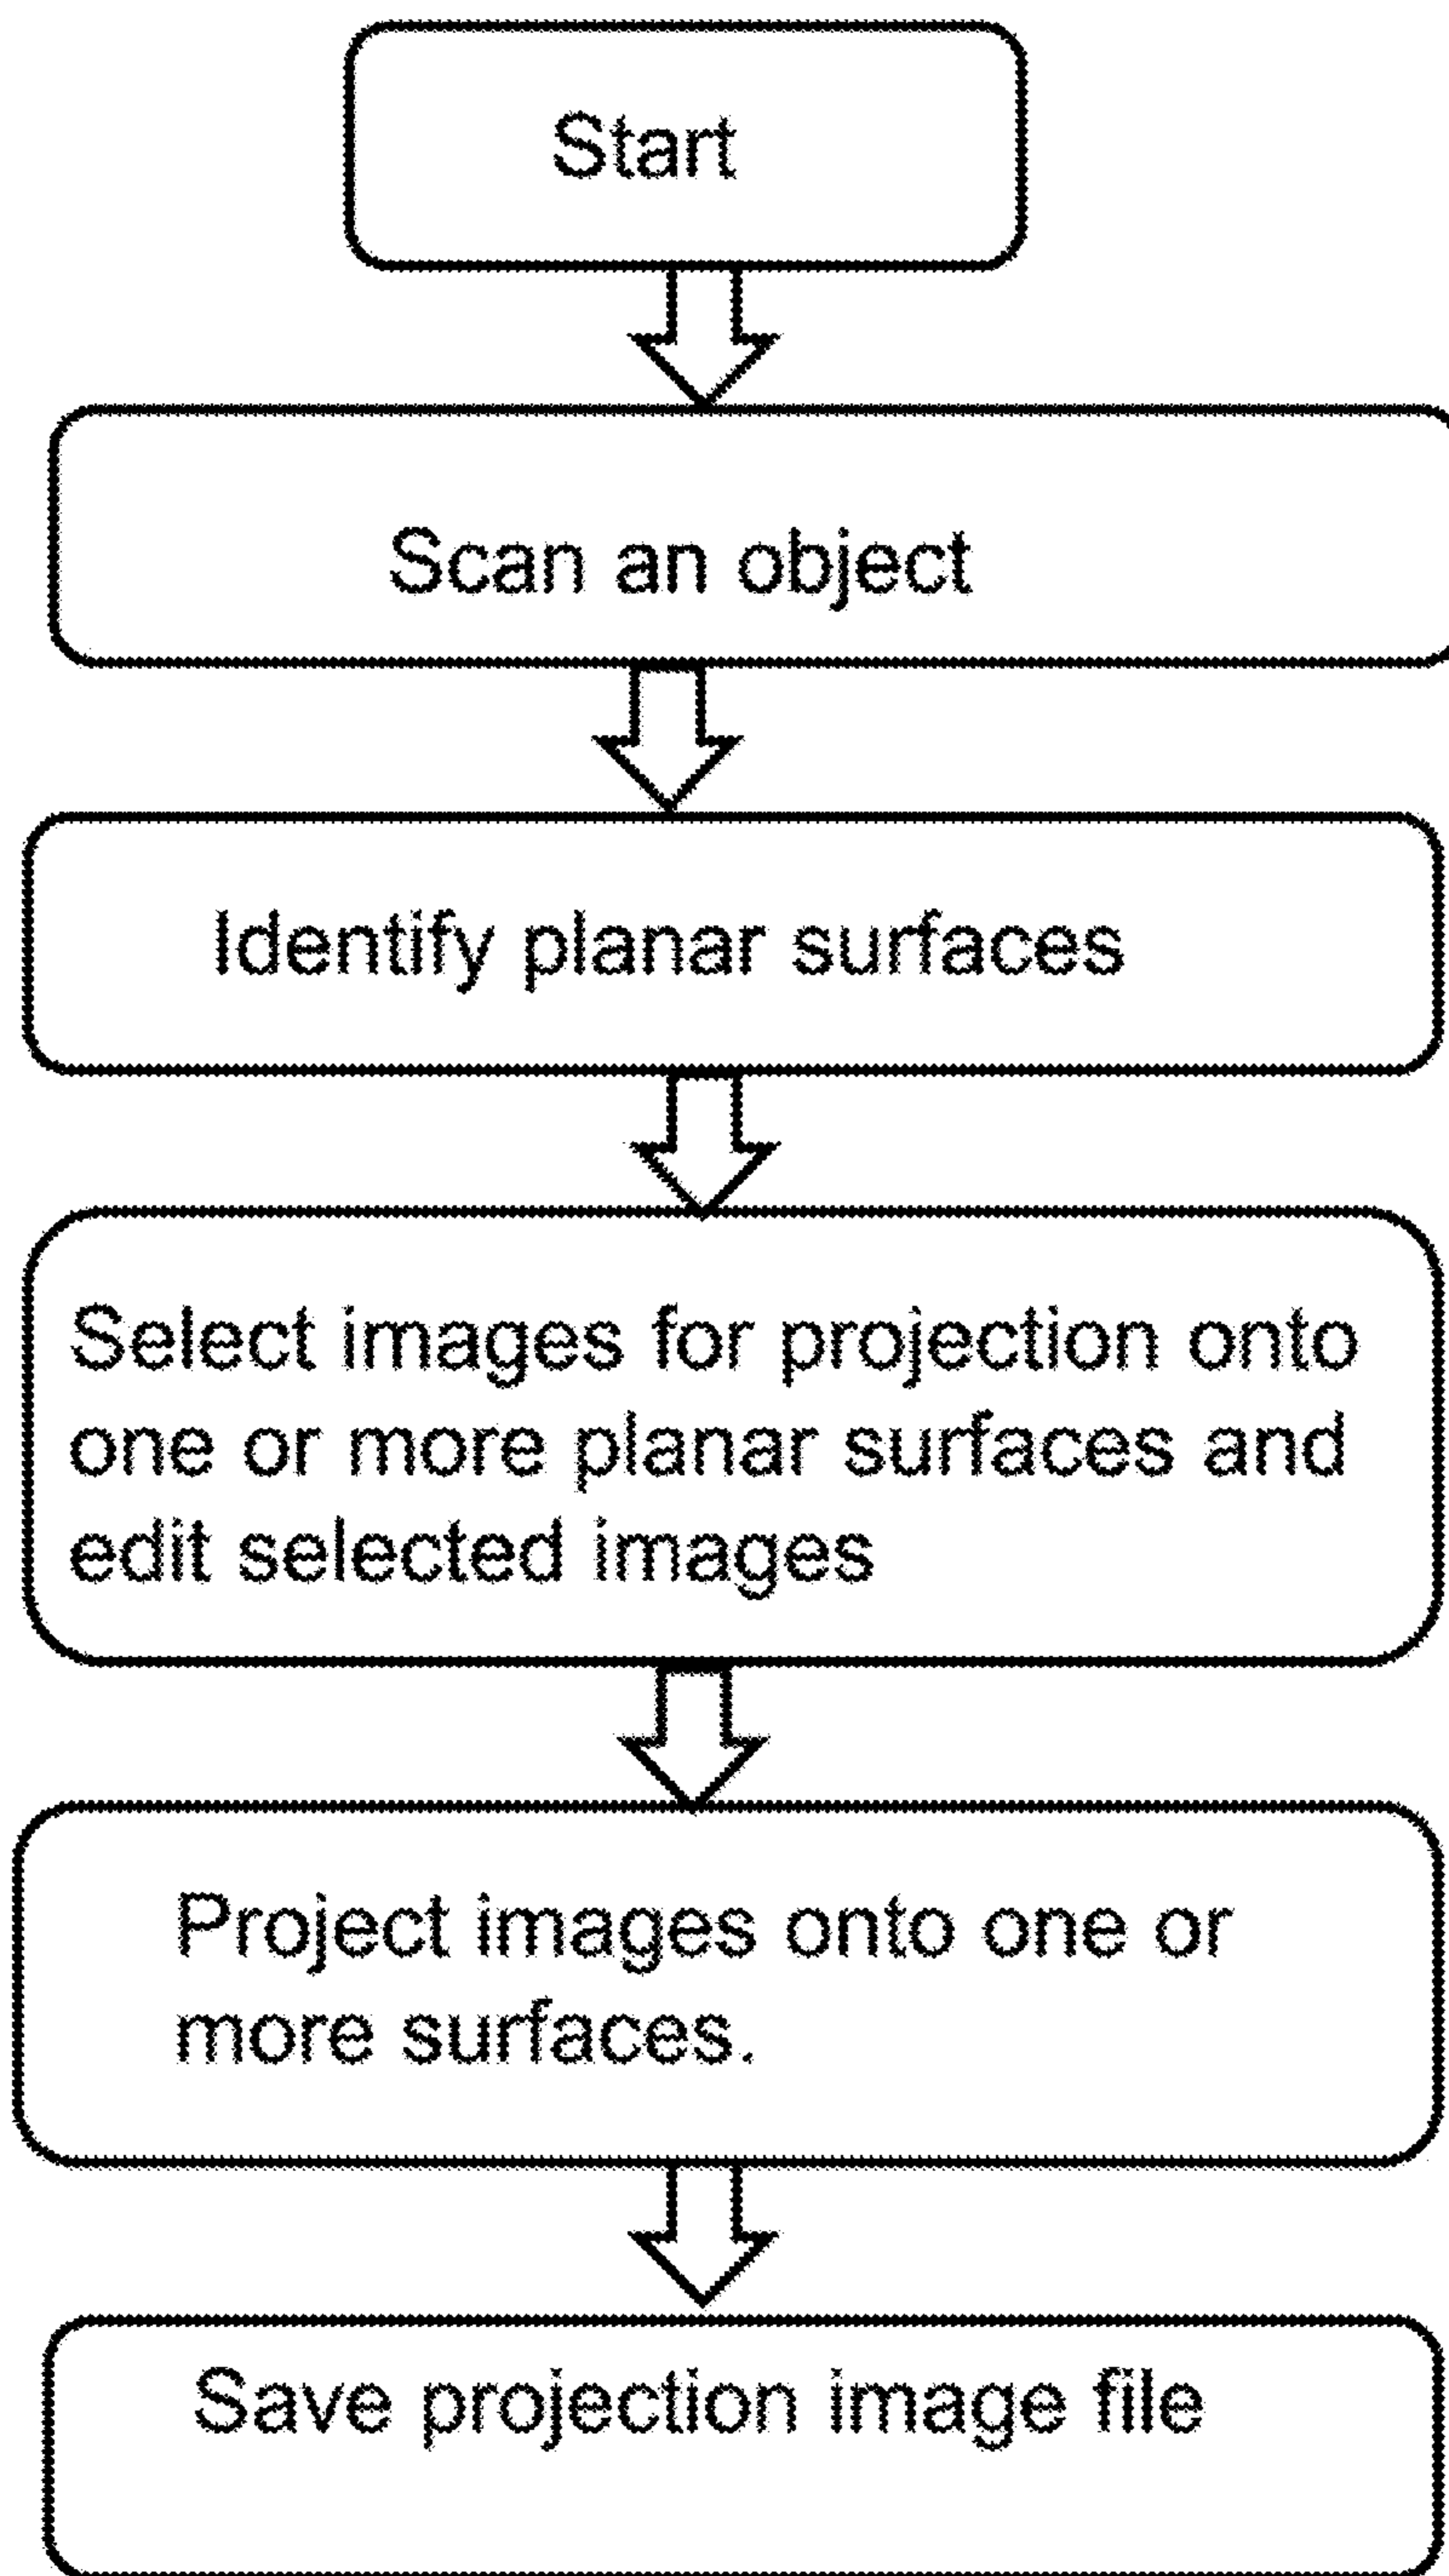 Start
Scan an object
Identify planar surfaces
Select images for projection onto
one or more planar surfaces and
edit selected images
Project images onto one or
more surfaces.
Save projection image file